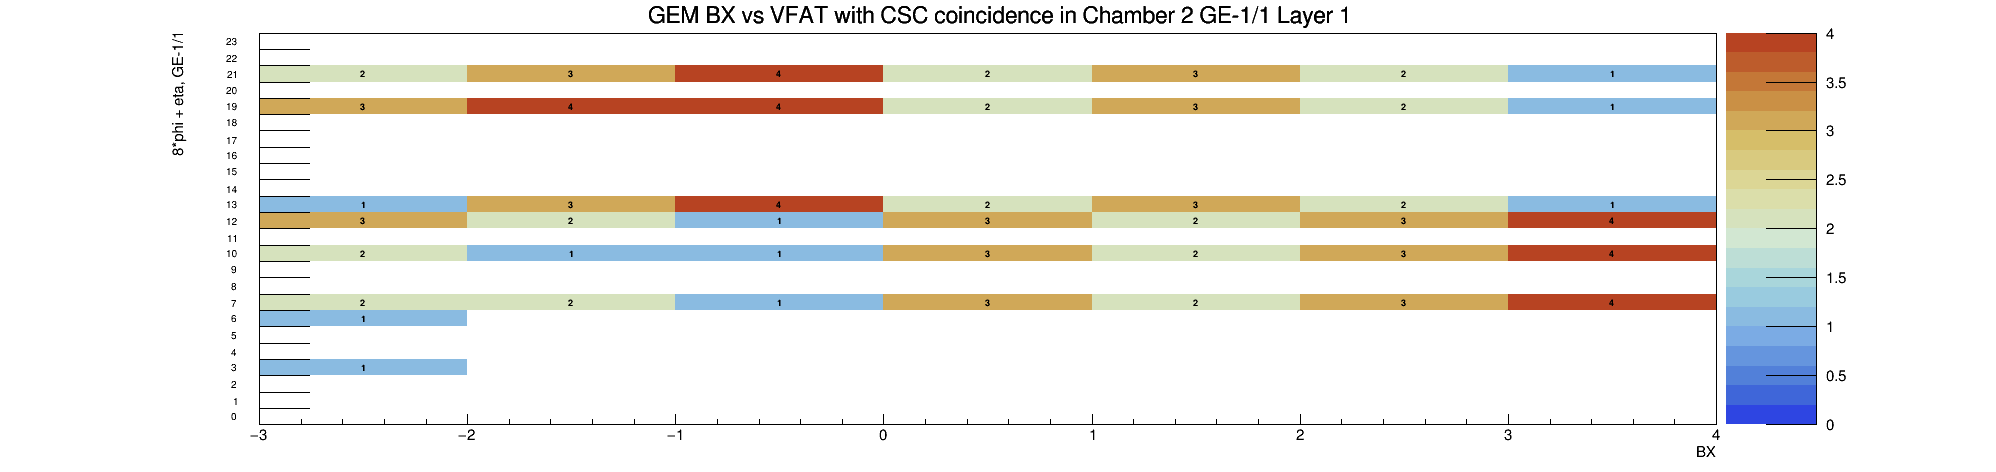 GEM BX vs VFAT with CSC coincidence in Chamber 2 GE-1/1 Layer 1
8*phi + eta, GE-1/1
23
22
21 2 3 4 2 3 2 1
20
19 3 4 4 2 3 2 1
18
17
16
15
14
13 1 3 4 2 3 2 1
12 3 2 1 3 2 3 4
11
10 2 1 1 3 2 3 4
9
8
7 2 2 1 3 2 3 4
6 1
5
4
3 1
2
1
0
−3 −2 −1 0 1 2 3 4
BX
4
3.5
3
2.5
2
1.5
1
0.5
0